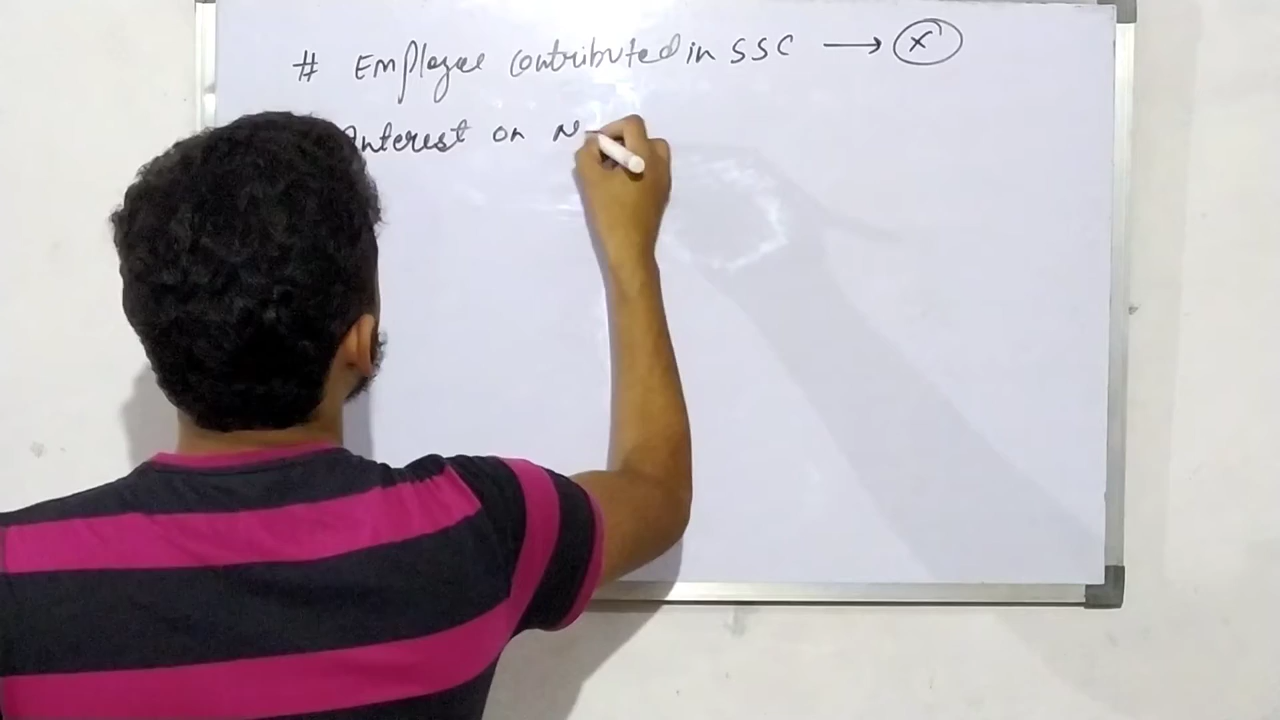 # Employee contributed in SSC → X
Interest on N